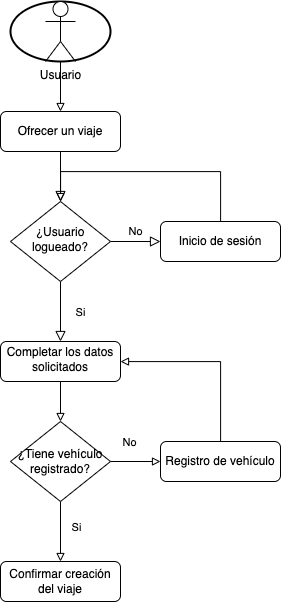 Usuario
Ofrecer un viaje
¿Usuario
logueado?
No
Inicio de sesión
Si
Completar los datos
solicitados
¿Tiene vehículo
registrado?
No
Registro de vehículo
Si
Confirmar creación
del viaje